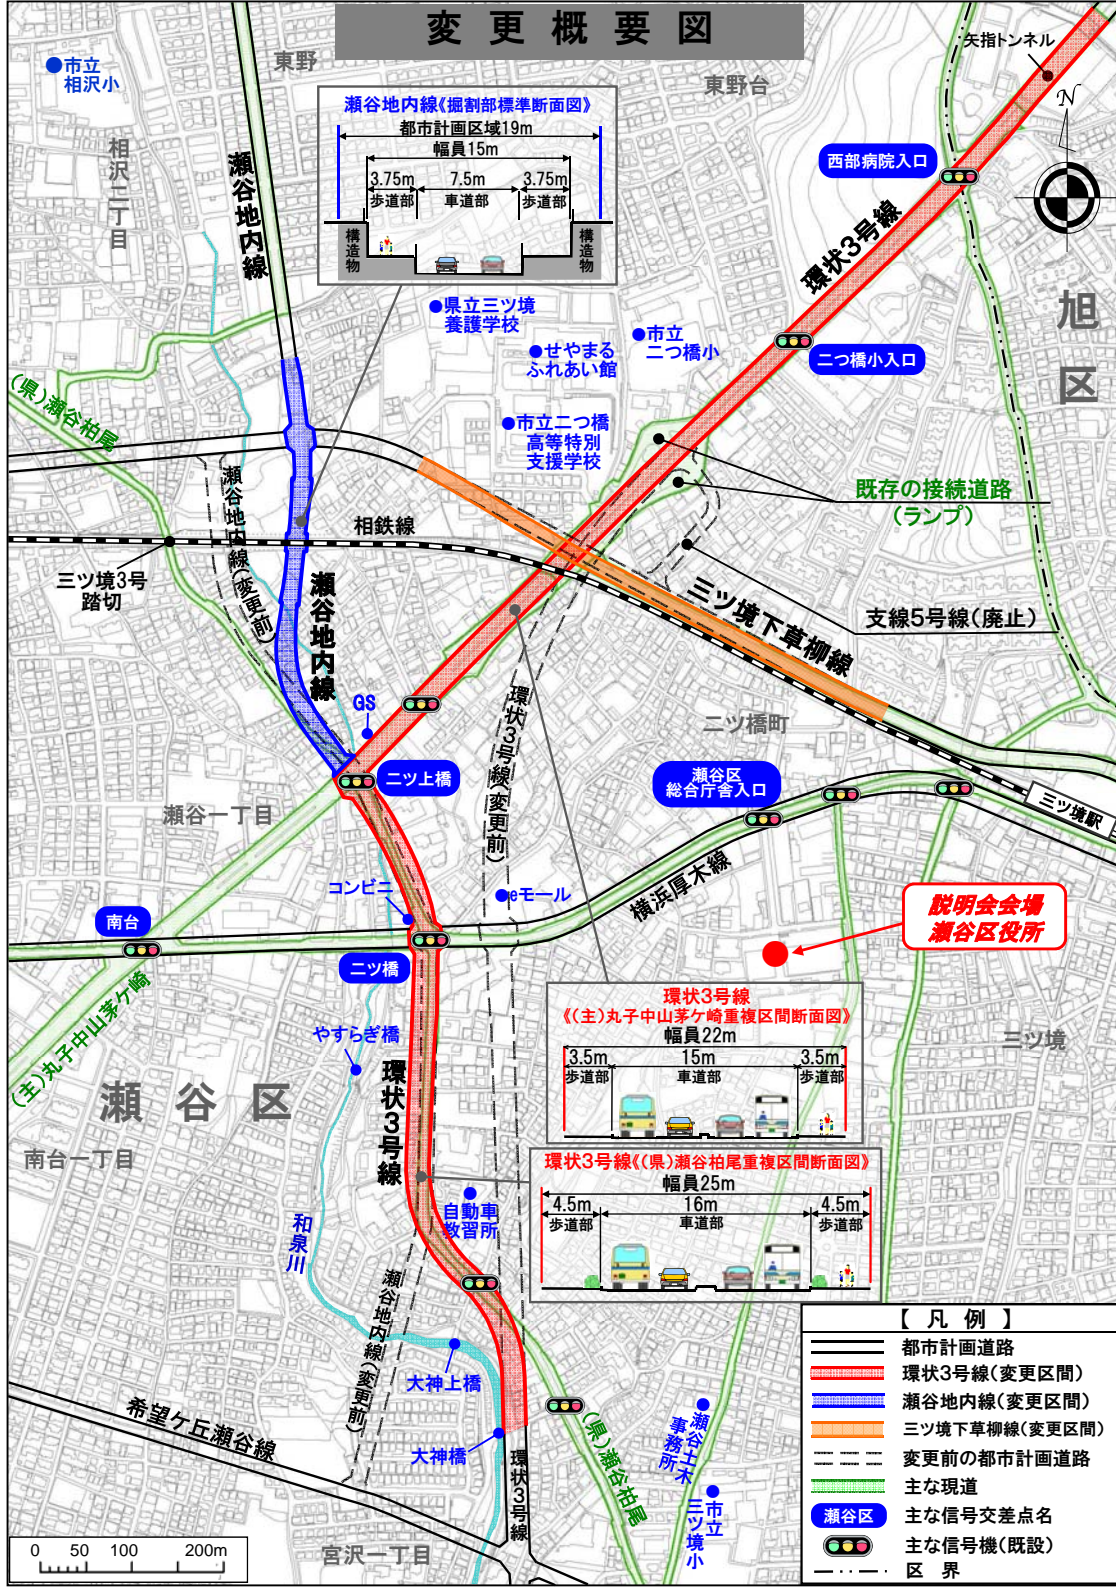 変更概要図
東野
市立
相沢小
相沢二丁目
瀬谷地内線
瀬谷地内線《掘割部標準断面図》
都市計画区域19m
幅員15m
3.75m
7.5m
3.75m
歩道部
車道部
歩道部
構造物
構造物
東野台
矢指トンネル
N
西部病院入口
環状3号線
旭区
県立三ツ境
養護学校
せやまる
ふれあい館
市立
二つ橋小
二つ橋小入口
市立二つ橋
高等特別
支援学校
(県)瀬谷柏尾
瀬谷地内線(変更前)
相鉄線
既存の接続道路
(ランプ)
三ツ境3号
踏切
瀬谷地内線
三ツ境下草柳線
支線5号線(廃止)
GS
環状3号線(変更前)
二ツ橋町
二ツ上橋
瀬谷区
総合庁舎入口
三ツ境駅
瀬谷一丁目
コンビニ
eモール
横浜厚木線
南台
二ツ橋
説明会会場
瀬谷区役所
(主)丸子中山茅ケ崎
やすらぎ橋
環状3号線
《(主)丸子中山茅ケ崎重複区間断面図》
幅員22m
3.5m
15m
3.5m
歩道部
車道部
歩道部
三ツ境
瀬谷区
環状3号線
南台一丁目
環状3号線《(県)瀬谷柏尾重複区間断面図》
幅員25m
4.5m
16m
4.5m
歩道部
車道部
歩道部
自動車
教習所
和泉川
瀬谷地内線(変更前)
大神上橋
希望ケ丘瀬谷線
大神橋
環状3号線
(県)瀬谷柏尾
瀬谷土木
事務所
市立
三ツ境小
宮沢一丁目
0 50 100 200m
【凡例】
都市計画道路
環状3号線(変更区間)
瀬谷地内線(変更区間)
三ツ境下草柳線(変更区間)
変更前の都市計画道路
主な現道
瀬谷区 主な信号交差点名
主な信号機(既設)
区界